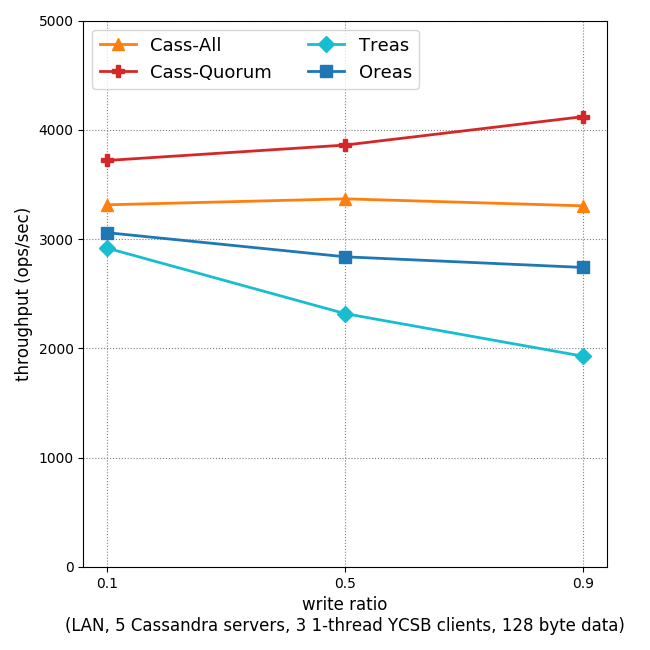 5000
4000
3000
2000
1000
0
throughput (ops/sec)
Cass-All
Cass-Quorum
Treas
Oreas
0.1
0.5
0.9
write ratio
(LAN, 5 Cassandra servers, 3 1-thread YCSB clients, 128 byte data)